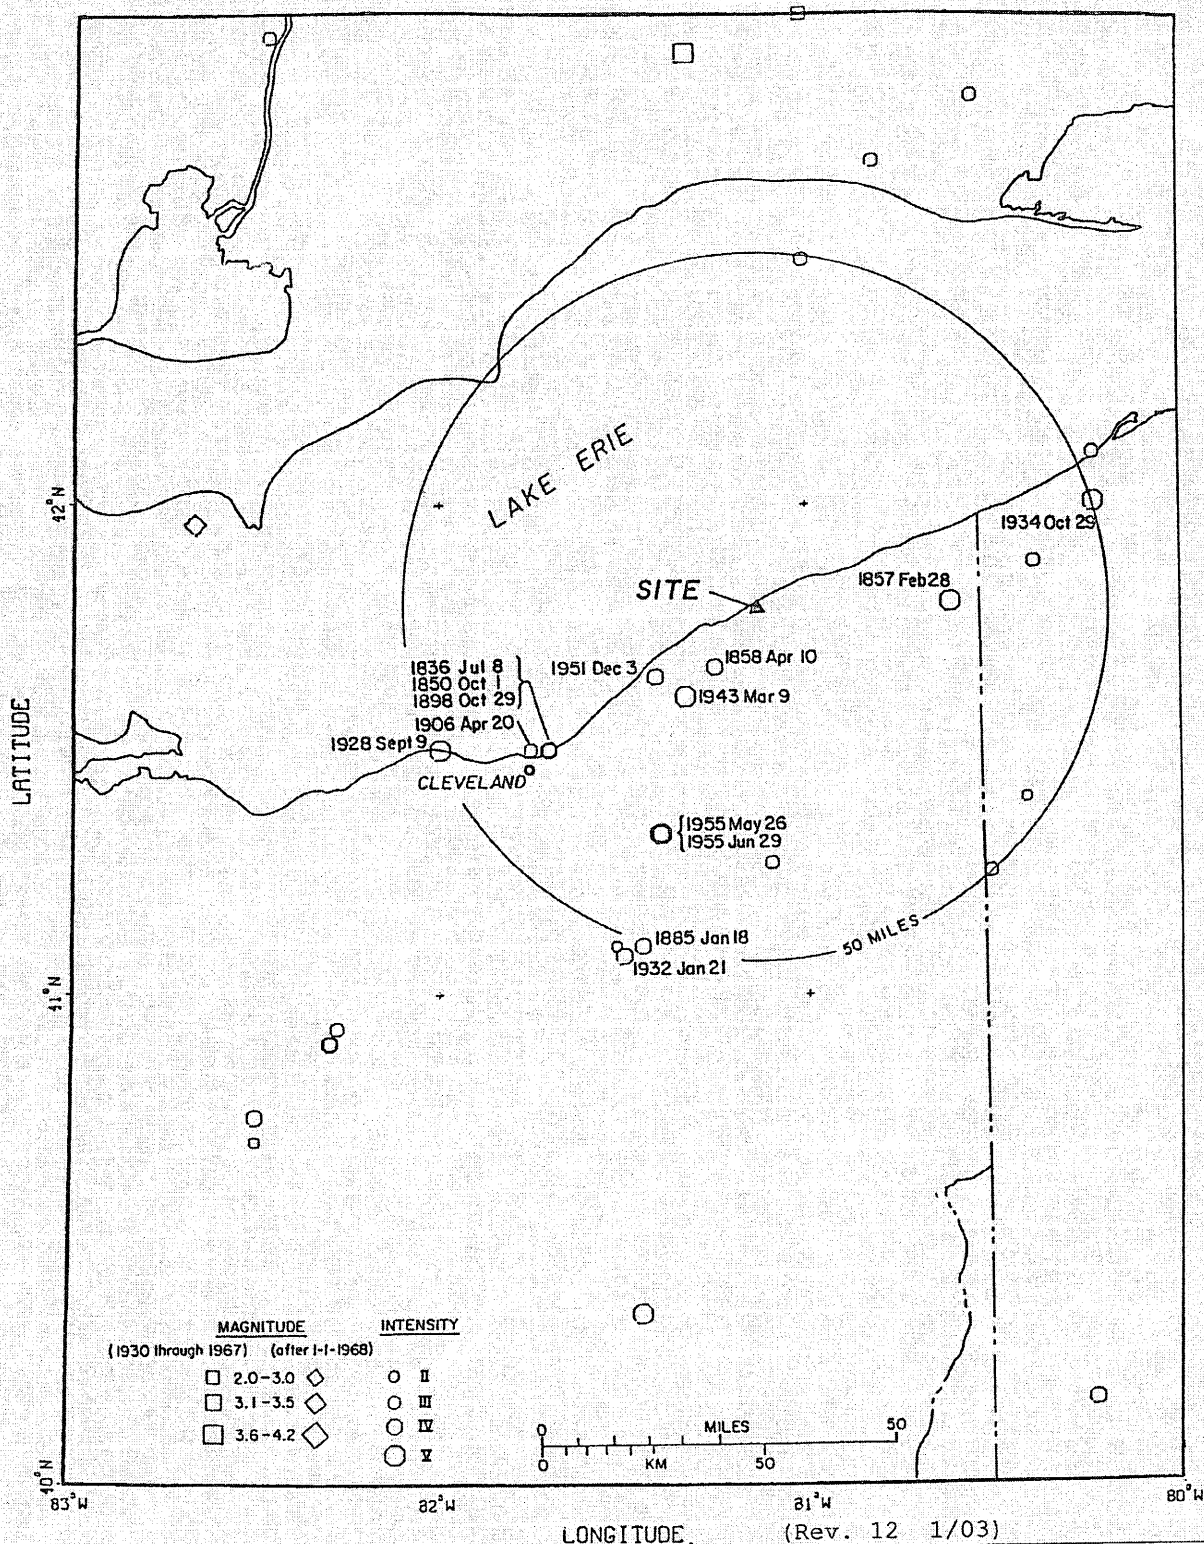 LAKE ERIE
42°N
1934 Oct 29
1857 Feb 28
SITE
1836 Jul 8
1850 Oct 1
1898 Oct 29
1951 Dec 3
1858 Apr 10
1943 Mar 9
1906 Apr 20
1928 Sept 9
CLEVELAND
LATITUDE
1955 May 26
1955 Jun 29
50 MILES
1885 Jan 18
1932 Jan 21
41°N
MAGNITUDE INTENSITY
(1930 through 1967) (after 1-1-1968)
2.0-3.0 II
3.1-3.5 III
3.6-4.2 IV
V
0 MILES 50
0 KM 50
40°N
83°W 82°W 81°W 80°W
LONGITUDE
(Rev. 12 1/03)